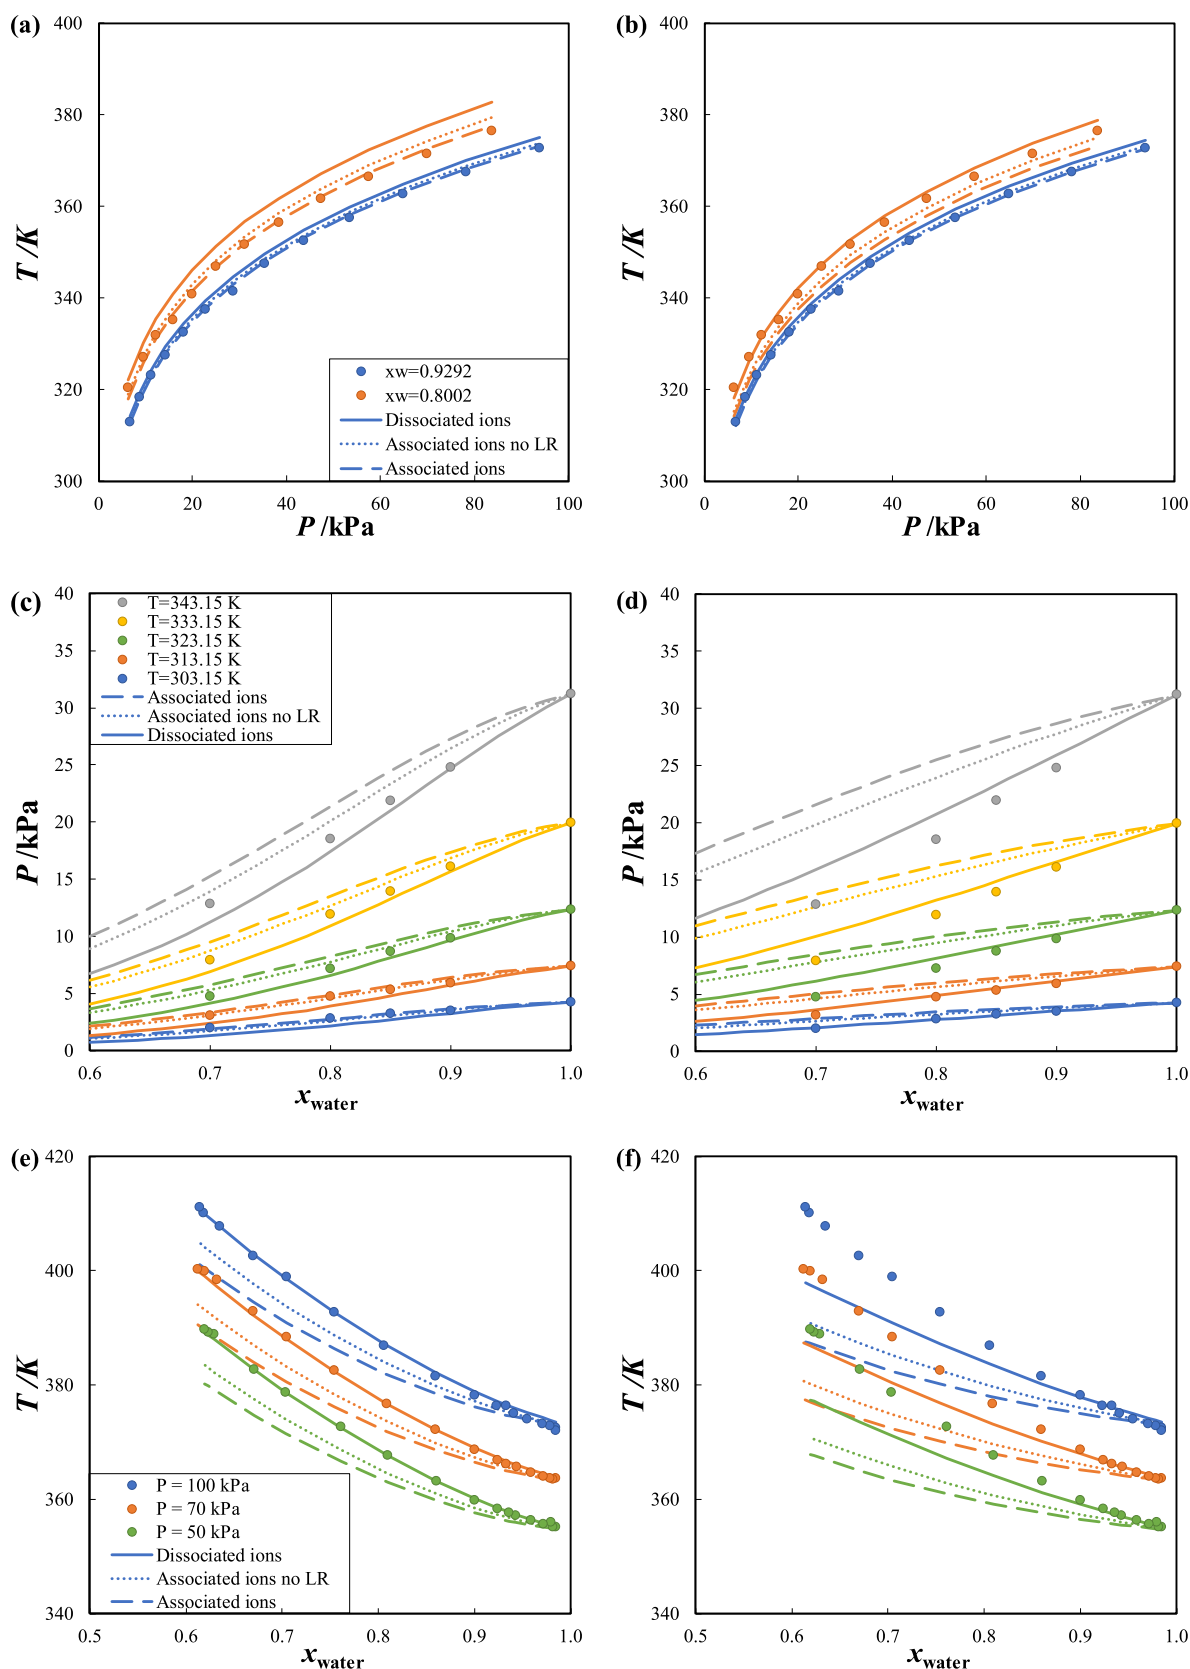 (a)
400
380
360
340
320
300
T /K
0
20
40
60
80
100
P /kPa
xw=0.9292
xw=0.8002
Dissociated ions
Associated ions no LR
Associated ions
(b)
400
380
360
340
320
300
T /K
0
20
40
60
80
100
P /kPa
(c)
40
35
30
25
20
15
10
5
0
P /kPa
0.6
0.7
0.8
0.9
1.0
xwater
T=343.15 K
T=333.15 K
T=323.15 K
T=313.15 K
T=303.15 K
Associated ions
Associated ions no LR
Dissociated ions
(d)
40
35
30
25
20
15
10
5
0
P /kPa
0.6
0.7
0.8
0.9
1.0
xwater
(e)
420
400
380
360
340
T /K
0.5
0.6
0.7
0.8
0.9
1.0
xwater
P = 100 kPa
P = 70 kPa
P = 50 kPa
Dissociated ions
Associated ions no LR
Associated ions
(f)
420
400
380
360
340
T /K
0.5
0.6
0.7
0.8
0.9
1.0
xwater